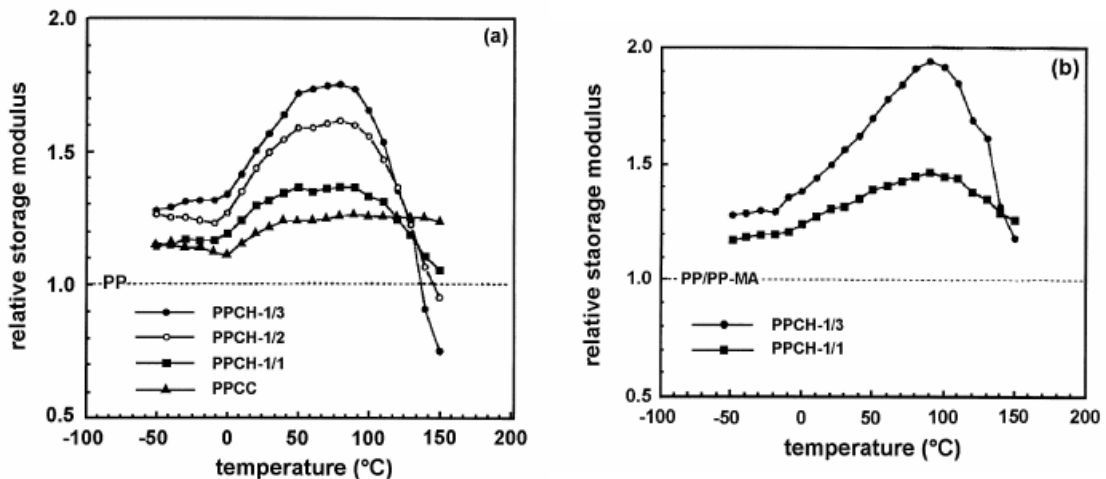 (a)
relative storage modulus
2.0
1.5
1.0
0.5
PP
PPCH-1/3
PPCH-1/2
PPCH-1/1
PPCC
-100 -50 0 50 100 150 200
temperature (°C)
(b)
relative staorage modulus
2.0
1.5
1.0
0.5
PP/PP-MA
PPCH-1/3
PPCH-1/1
-100 -50 0 50 100 150 200
temperature (°C)